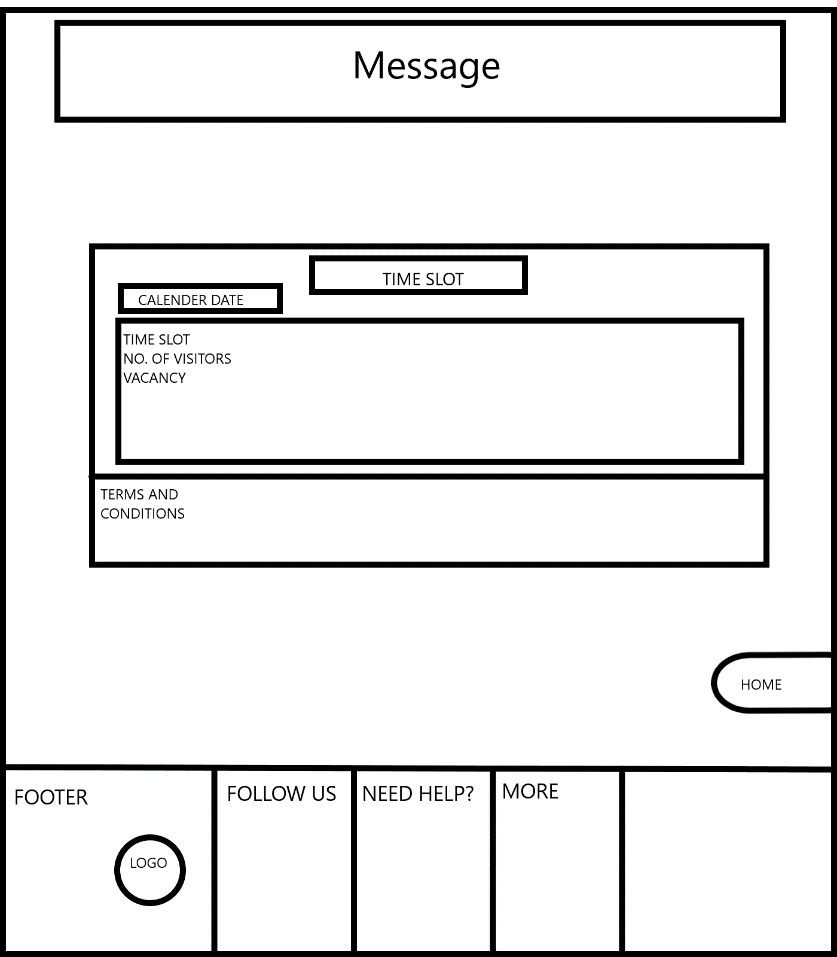 Message
TIME SLOT
CALENDER DATE
TIME SLOT
NO. OF VISITORS
VACANCY
TERMS AND
CONDITIONS
HOME
FOOTER
LOGO
FOLLOW US
NEED HELP?
MORE